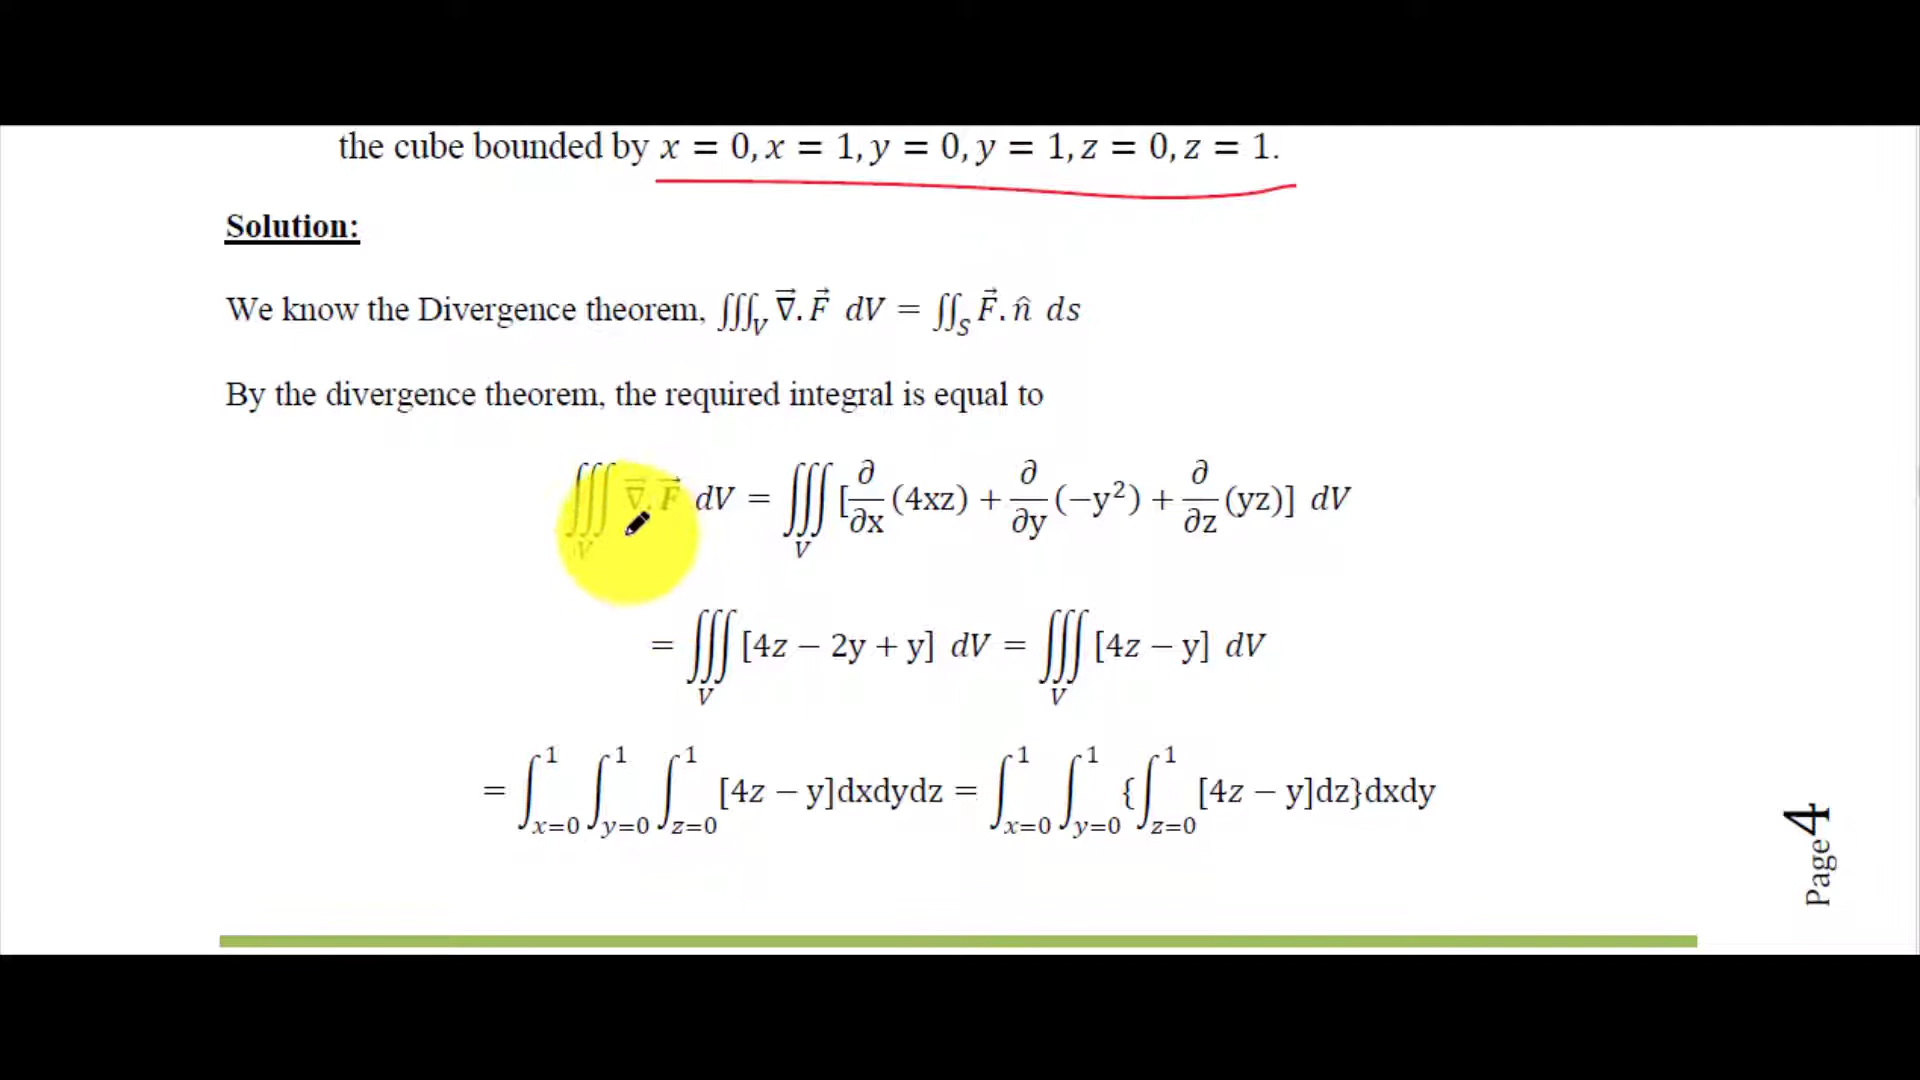 the cube bounded by x = 0, x = 1, y = 0, y = 1, z = 0, z = 1.
Solution:
We know the Divergence theorem, ∭_V ∇⃗. F⃗ dV = ∬_S F⃗. n̂ ds
By the divergence theorem, the required integral is equal to
∭_V ∇⃗. F⃗ dV = ∭_V [∂/∂x (4xz) + ∂/∂y (−y²) + ∂/∂z (yz)] dV
= ∭_V [4z − 2y + y] dV = ∭_V [4z − y] dV
= ∫_{x=0}^1 ∫_{y=0}^1 ∫_{z=0}^1 [4z − y]dxdydz = ∫_{x=0}^1 ∫_{y=0}^1 {∫_{z=0}^1 [4z − y]dz}dxdy
Page 4